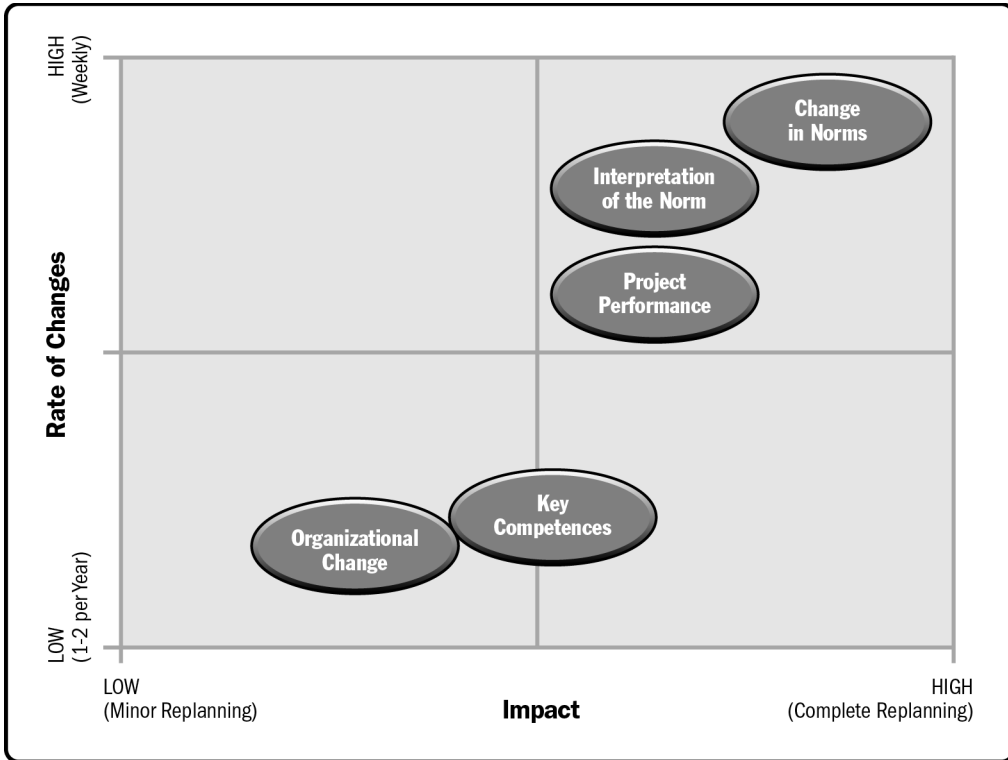 HIGH
(Weekly)
Change
in Norms
Interpretation
of the Norm
Project
Performance
Rate of Changes
Key
Competences
Organizational
Change
LOW
(1-2 per Year)
LOW
(Minor Replanning)
Impact
HIGH
(Complete Replanning)